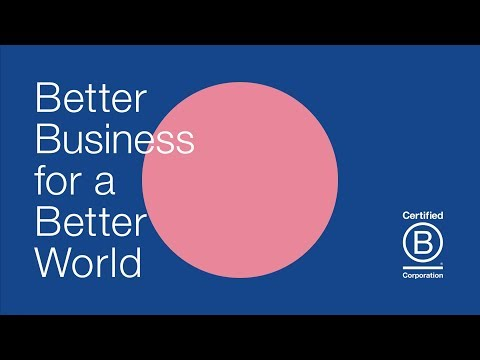 Better
Business
for a
Better
World
Certified
B
Corporation